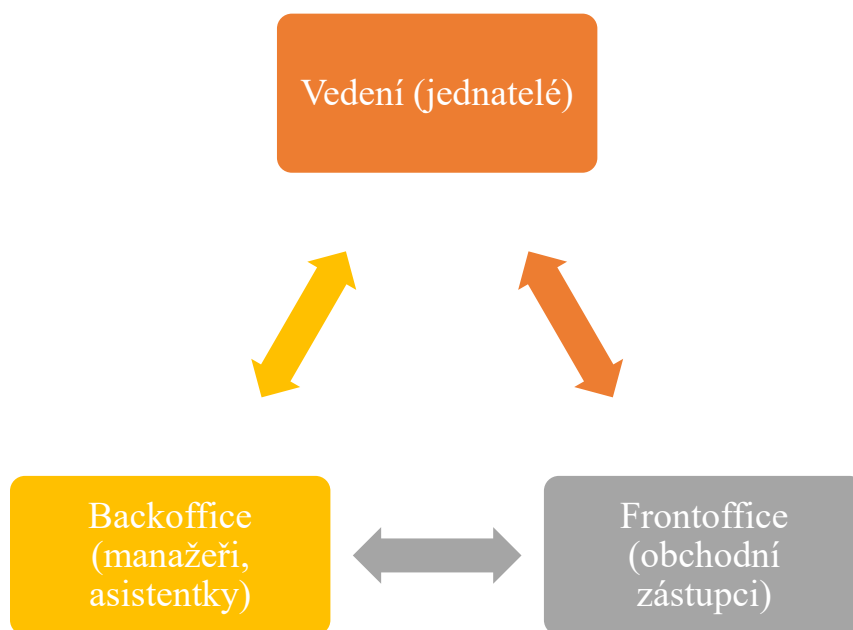 Vedení (jednatelé)
Backoffice
(manažeři,
asistentky)
Frontoffice
(obchodní
zástupci)